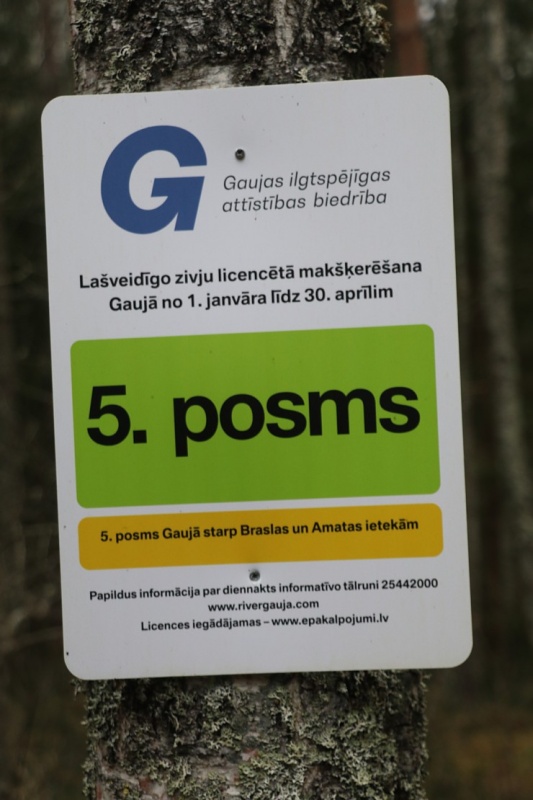 G
Gaujas ilgtspējīgas
attīstības biedrība
Lašveidīgo zivju licencētā makšķerēšana
Gaujā no 1. janvāra līdz 30. aprīlim
5. posms
5. posms Gaujā starp Braslas un Amatas ietekām
Papildus informācija par diennakts informatīvo tālruni 25442000
www.rivergauja.com
Licences iegādājamas – www.epakalpojumi.lv